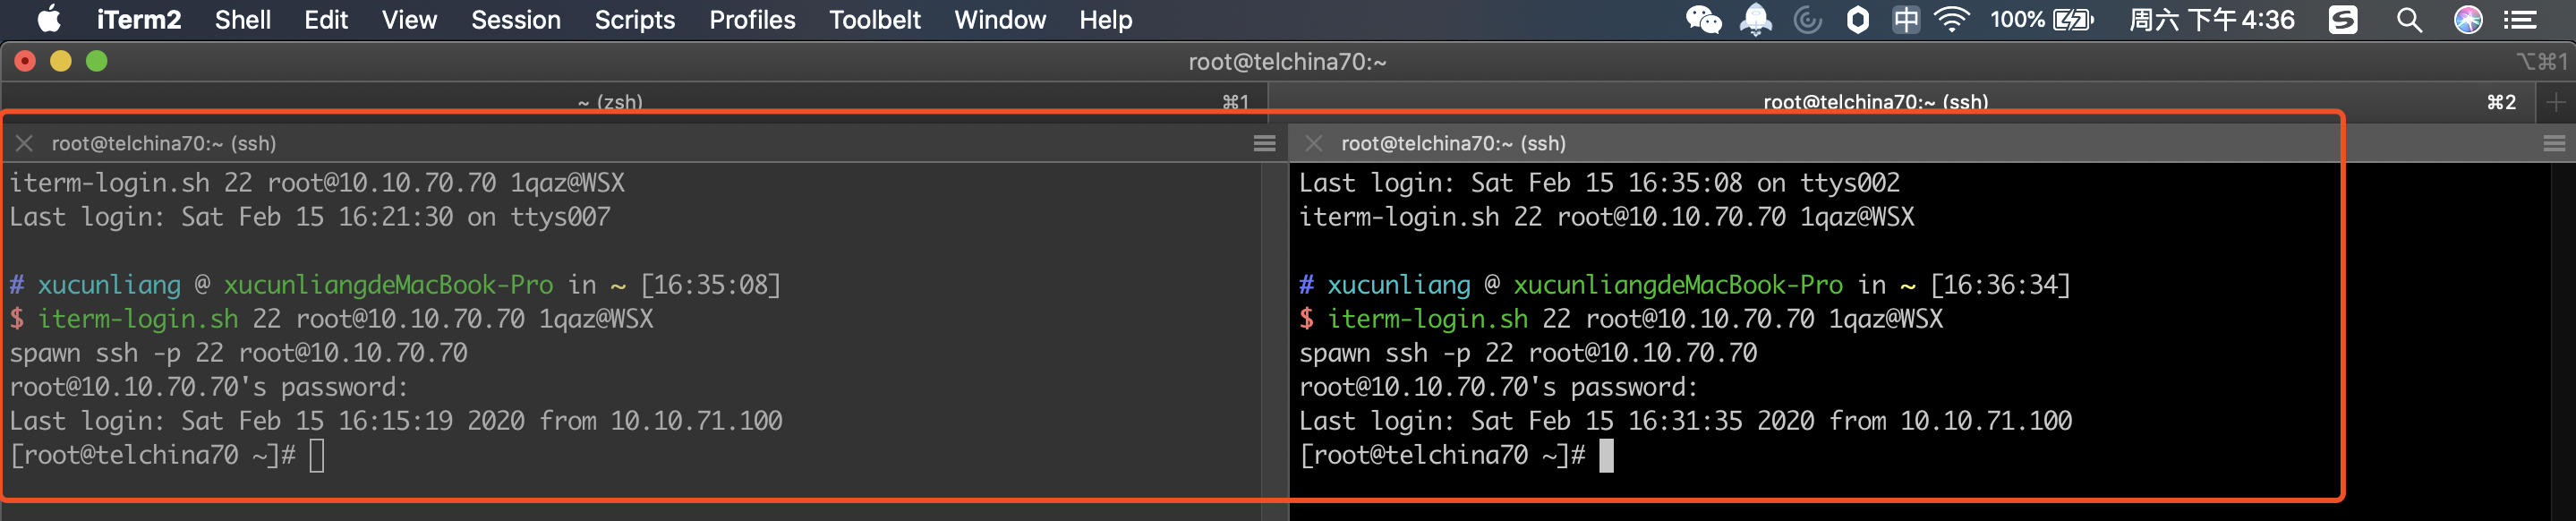 iTerm2 Shell Edit View Session Scripts Profiles Toolbelt Window Help 中 100% 周六 下午 4:36 S
root@telchina70:~ ⌥⌘1
~ (zsh) ⌘1 root@telchina70:~ (ssh) ⌘2
root@telchina70:~ (ssh)
iterm-login.sh 22 root@10.10.70.70 1qaz@WSX
Last login: Sat Feb 15 16:21:30 on ttys007
# xucunliang @ xucunliangdeMacBook-Pro in ~ [16:35:08]
$ iterm-login.sh 22 root@10.10.70.70 1qaz@WSX
spawn ssh -p 22 root@10.10.70.70
root@10.10.70.70's password:
Last login: Sat Feb 15 16:15:19 2020 from 10.10.71.100
[root@telchina70 ~]#
root@telchina70:~ (ssh)
Last login: Sat Feb 15 16:35:08 on ttys002
iterm-login.sh 22 root@10.10.70.70 1qaz@WSX
# xucunliang @ xucunliangdeMacBook-Pro in ~ [16:36:34]
$ iterm-login.sh 22 root@10.10.70.70 1qaz@WSX
spawn ssh -p 22 root@10.10.70.70
root@10.10.70.70's password:
Last login: Sat Feb 15 16:31:35 2020 from 10.10.71.100
[root@telchina70 ~]#